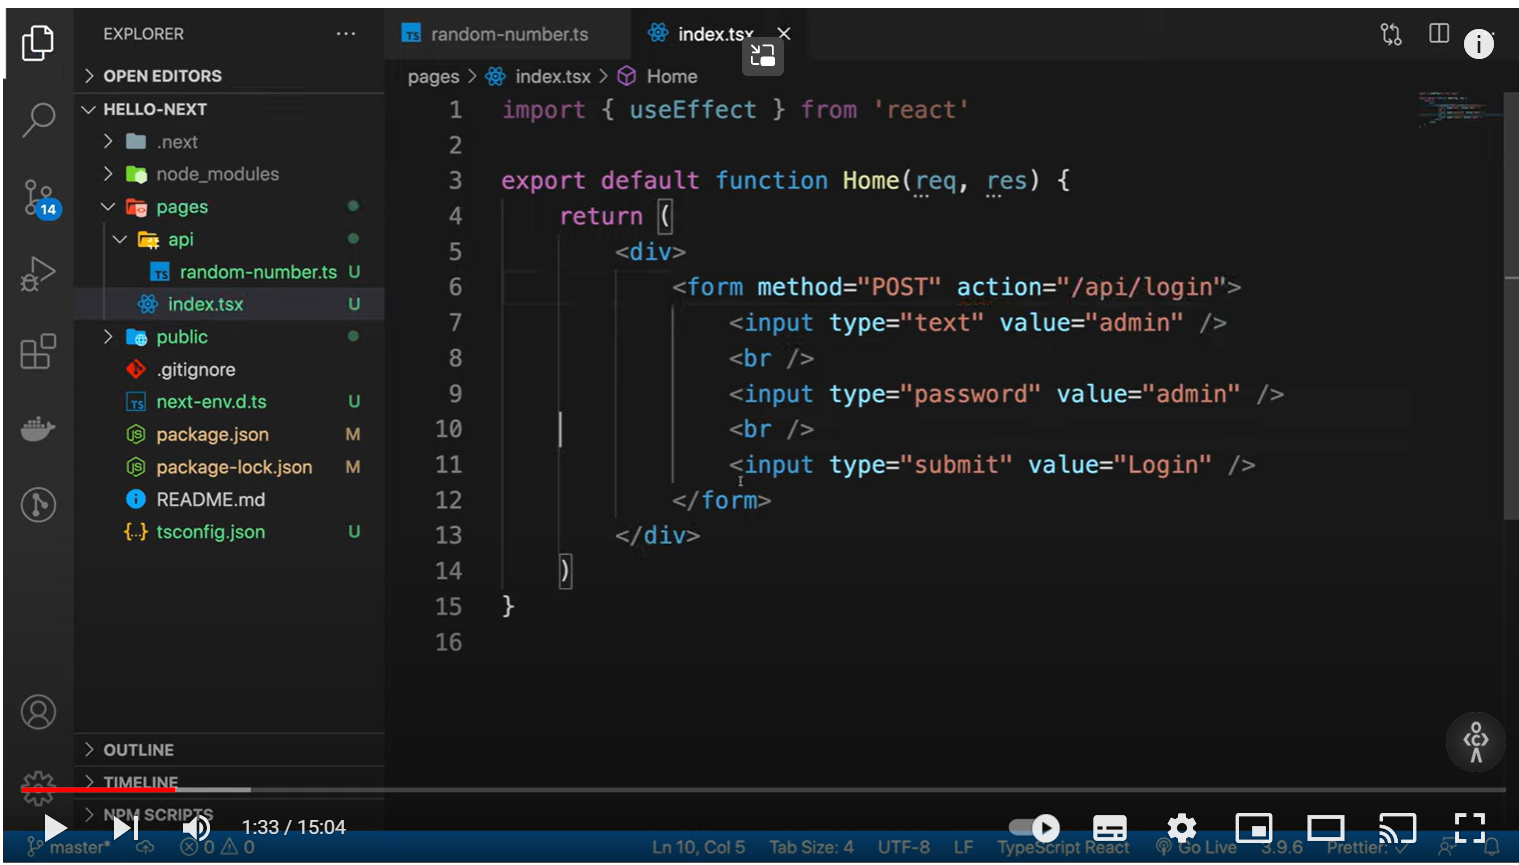 EXPLORER
random-number.ts
index.tsx
OPEN EDITORS
pages > index.tsx > Home
HELLO-NEXT
.next
node_modules
pages
api
random-number.ts U
index.tsx U
public
.gitignore
next-env.d.ts U
package.json M
package-lock.json M
README.md
tsconfig.json U
14
OUTLINE
TIMELINE
NPM SCRIPTS
1 import { useEffect } from 'react'
2
3 export default function Home(req, res) {
4 return (
5 <div>
6 <form method="POST" action="/api/login">
7 <input type="text" value="admin" />
8 <br />
9 <input type="password" value="admin" />
10 <br />
11 <input type="submit" value="Login" />
12 </form>
13 </div>
14 )
15 }
16
1:33 / 15:04
master* 0 0 Ln 10, Col 5 Tab Size: 4 UTF-8 LF TypeScript React Go Live 3.9.6 Prettier: ✓